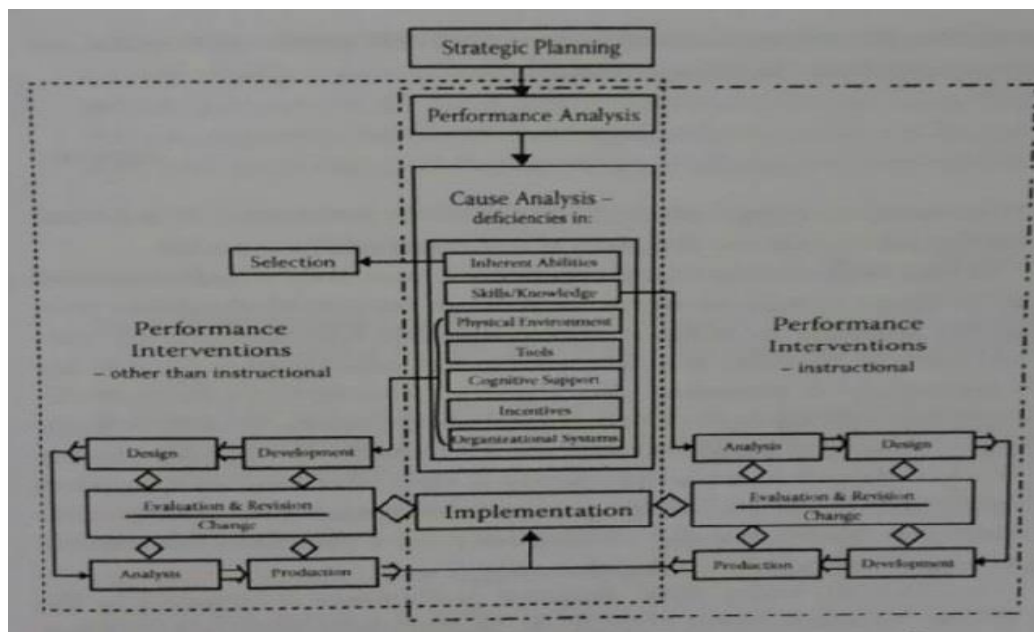 Strategic Planning
Performance Analysis
Cause Analysis –
deficiencies in:
Inherent Abilities
Skills/Knowledge
Physical Environment
Tools
Cognitive Support
Incentives
Organizational Systems
Selection
Performance
Interventions
– other than instructional
Performance
Interventions
– instructional
Design
Development
Evaluation & Revision
Change
Analysis
Production
Implementation
Analysis
Design
Evaluation & Revision
Change
Production
Development